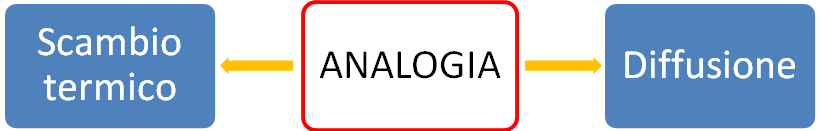 Scambio
termico
ANALOGIA
Diffusione